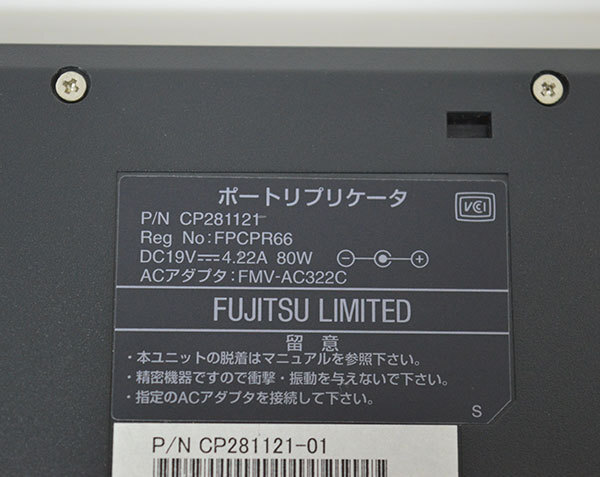 ポートリプリケータ
VCI
P/N CP281121
Reg No:FPCPR66
DC19V⎓4.22A 80W
ACアダプタ:FMV-AC322C
FUJITSU LIMITED
留意
・本ユニットの脱着はマニュアルを参照下さい。
・精密機器ですので衝撃・振動を与えないで下さい。
・指定のACアダプタを接続して下さい。
S
P/N CP281121-01